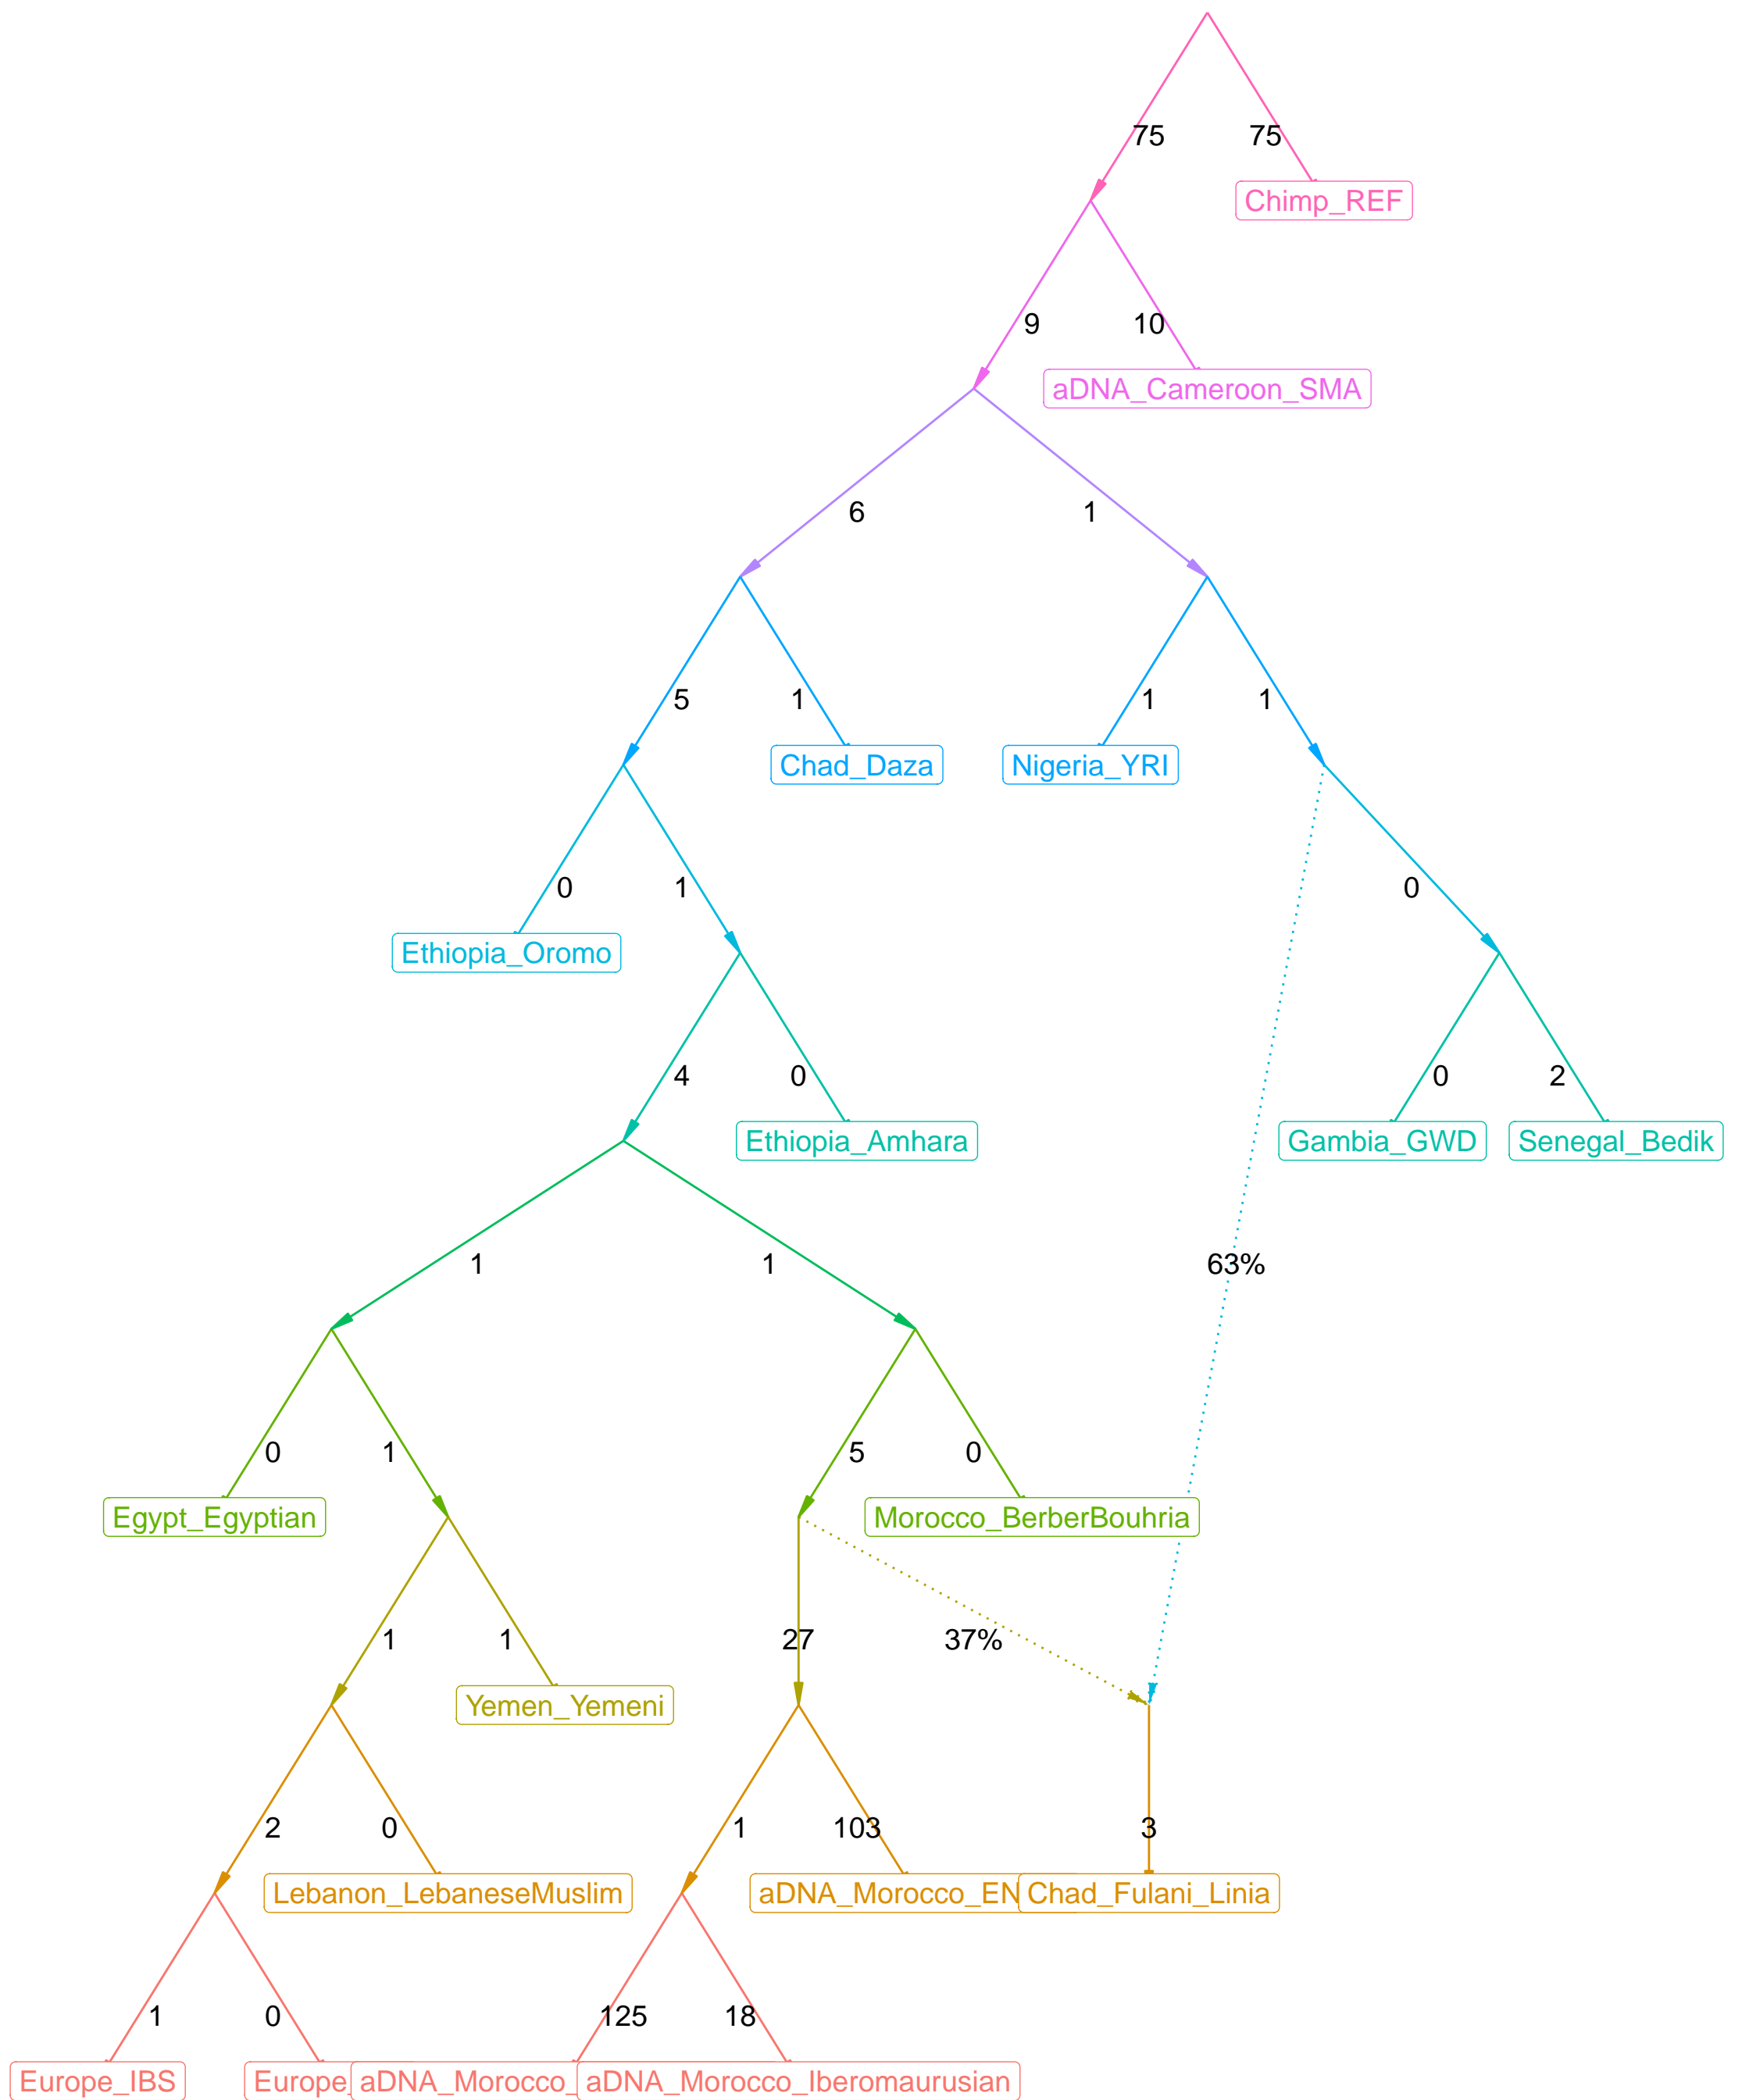 75 75
Chimp_REF
9 10
aDNA_Cameroon_SMA
6 1
5 1 1 1
Chad_Daza Nigeria_YRI
0 1 0
Ethiopia_Oromo
4 0 0 2
Ethiopia_Amhara Gambia_GWD Senegal_Bedik
1 1 63%
0 1 5 0
Egypt_Egyptian Morocco_BerberBouhria
1 1 27 37%
Yemen_Yemeni
2 0 1 103 3
Lebanon_LebaneseMuslim aDNA_Morocco_EN Chad_Fulani_Linia
1 0 125 18
Europe_IBS Europe_ aDNA_Morocco_ aDNA_Morocco_Iberomaurusian